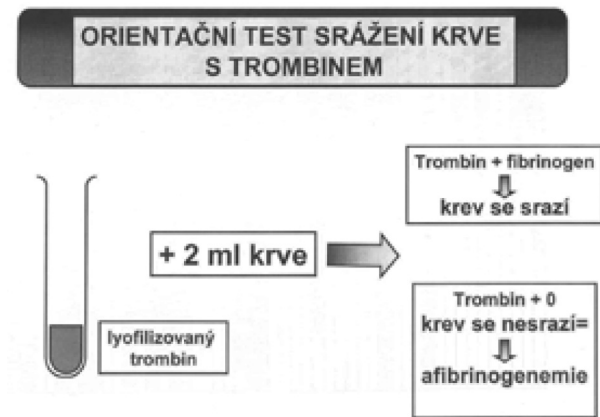 ORIENTAČNÍ TEST SRÁŽENÍ KRVE
S TROMBINEM
Trombin + fibrinogen
krev se srazí
+ 2 ml krve
lyofilizovaný
trombin
Trombin + 0
krev se nesrazí=
afibrinogenemie